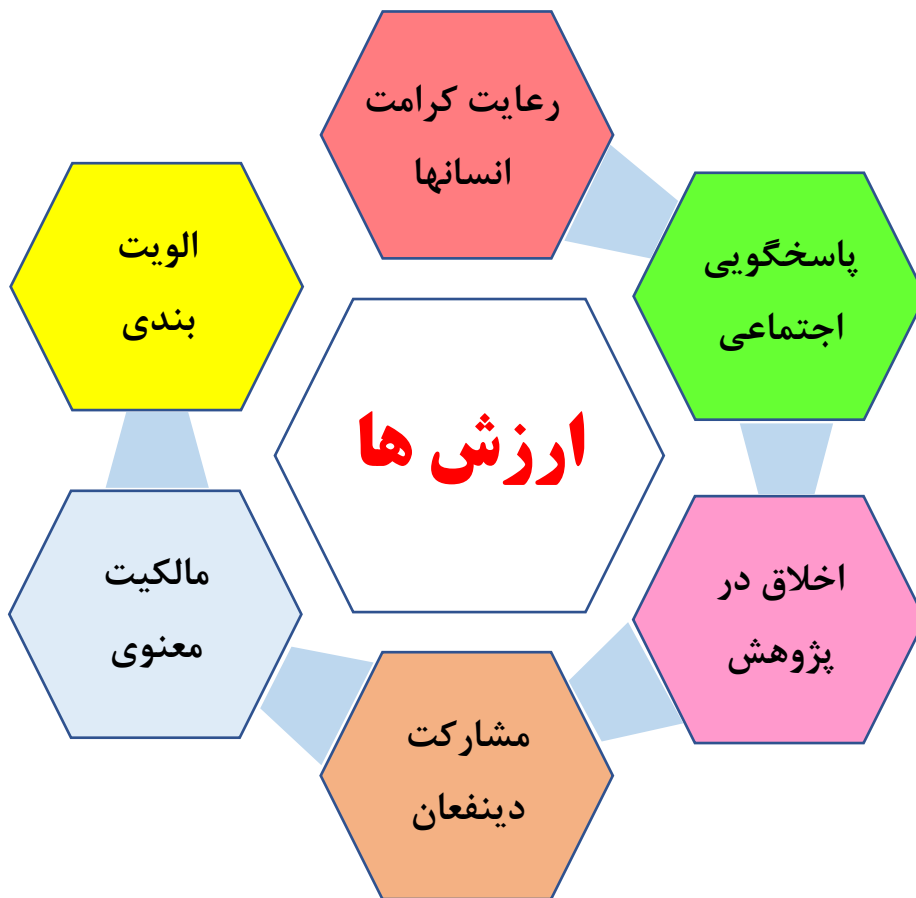 رعایت کرامت
انسانها
پاسخگویی
اجتماعی
اخلاق در
پژوهش
مشارکت
دینفعان
مالکیت
معنوی
الویت
بندی
ارزش ها